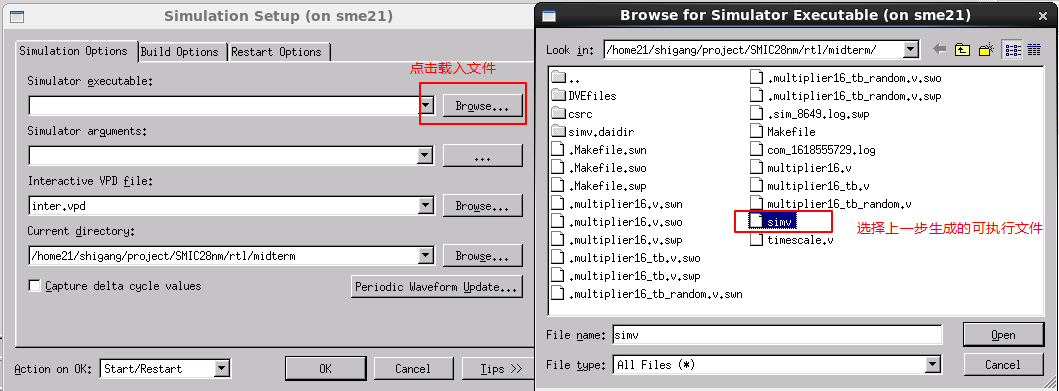 Simulation Setup (on sme21)
Simulation Options
Build Options
Restart Options
点击载入文件
Simulator executable:
Browse...
Simulator arguments:
...
Interactive VPD file:
inter.vpd
Browse...
Current directory:
/home21/shigang/project/SMIC28nm/rtl/midterm
Browse...
Capture delta cycle values
Periodic Waveform Update...
Action on OK:
Start/Restart
OK
Cancel
Tips >>
Browse for Simulator Executable (on sme21)
Look in:
/home21/shigang/project/SMIC28nm/rtl/midterm/
..
DVEfiles
csrc
simv.daidir
.Makefile.swn
.Makefile.swo
.Makefile.swp
.multiplier16.v.swn
.multiplier16.v.swo
.multiplier16.v.swp
.multiplier16_tb.v.swo
.multiplier16_tb.v.swp
.multiplier16_tb_random.v.swn
.multiplier16_tb_random.v.swo
.multiplier16_tb_random.v.swp
.sim_8649.log.swp
Makefile
com_1618555729.log
multiplier16.v
multiplier16_tb.v
multiplier16_tb_random.v
simv
timescale.v
选择上一步生成的可执行文件
File name:
simv
Open
File type:
All Files (*)
Cancel